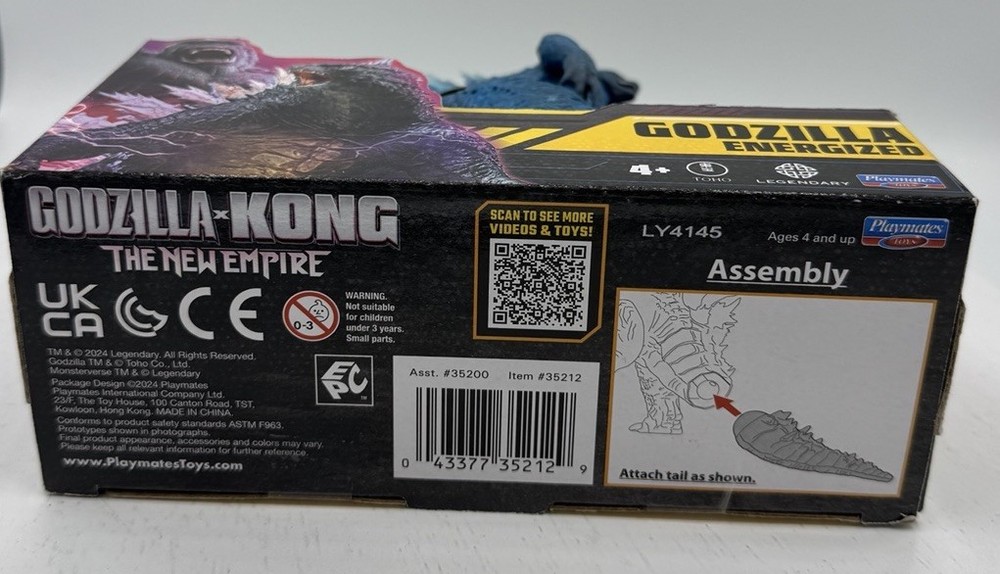 GODZILLA
ENERGIZED
4+
TOHO
LEGENDARY
Playmates
TOYS
GODZILLA x KONG
THE NEW EMPIRE
UK
CA
CE
0-3
WARNING.
Not suitable
for children
under 3 years.
Small parts.
TM & © 2024 Legendary. All Rights Reserved.
Godzilla TM & © Toho Co., Ltd.
Monsterverse TM & © Legendary
Package Design ©2024 Playmates
Playmates International Company Ltd.
23/F, The Toy House, 100 Canton Road, TST,
Kowloon, Hong Kong. MADE IN CHINA.
Conforms to product safety standards ASTM F963.
Prototypes shown in photographs.
Final product appearance, accessories and colors may vary.
Please keep all relevant information for further reference.
www.PlaymatesToys.com
EPC
TM
SCAN TO SEE MORE
VIDEOS & TOYS!
Asst. #35200 Item #35212
0 43377 35212 9
LY4145
Ages 4 and up
Playmates
TOYS
Assembly
Attach tail as shown.